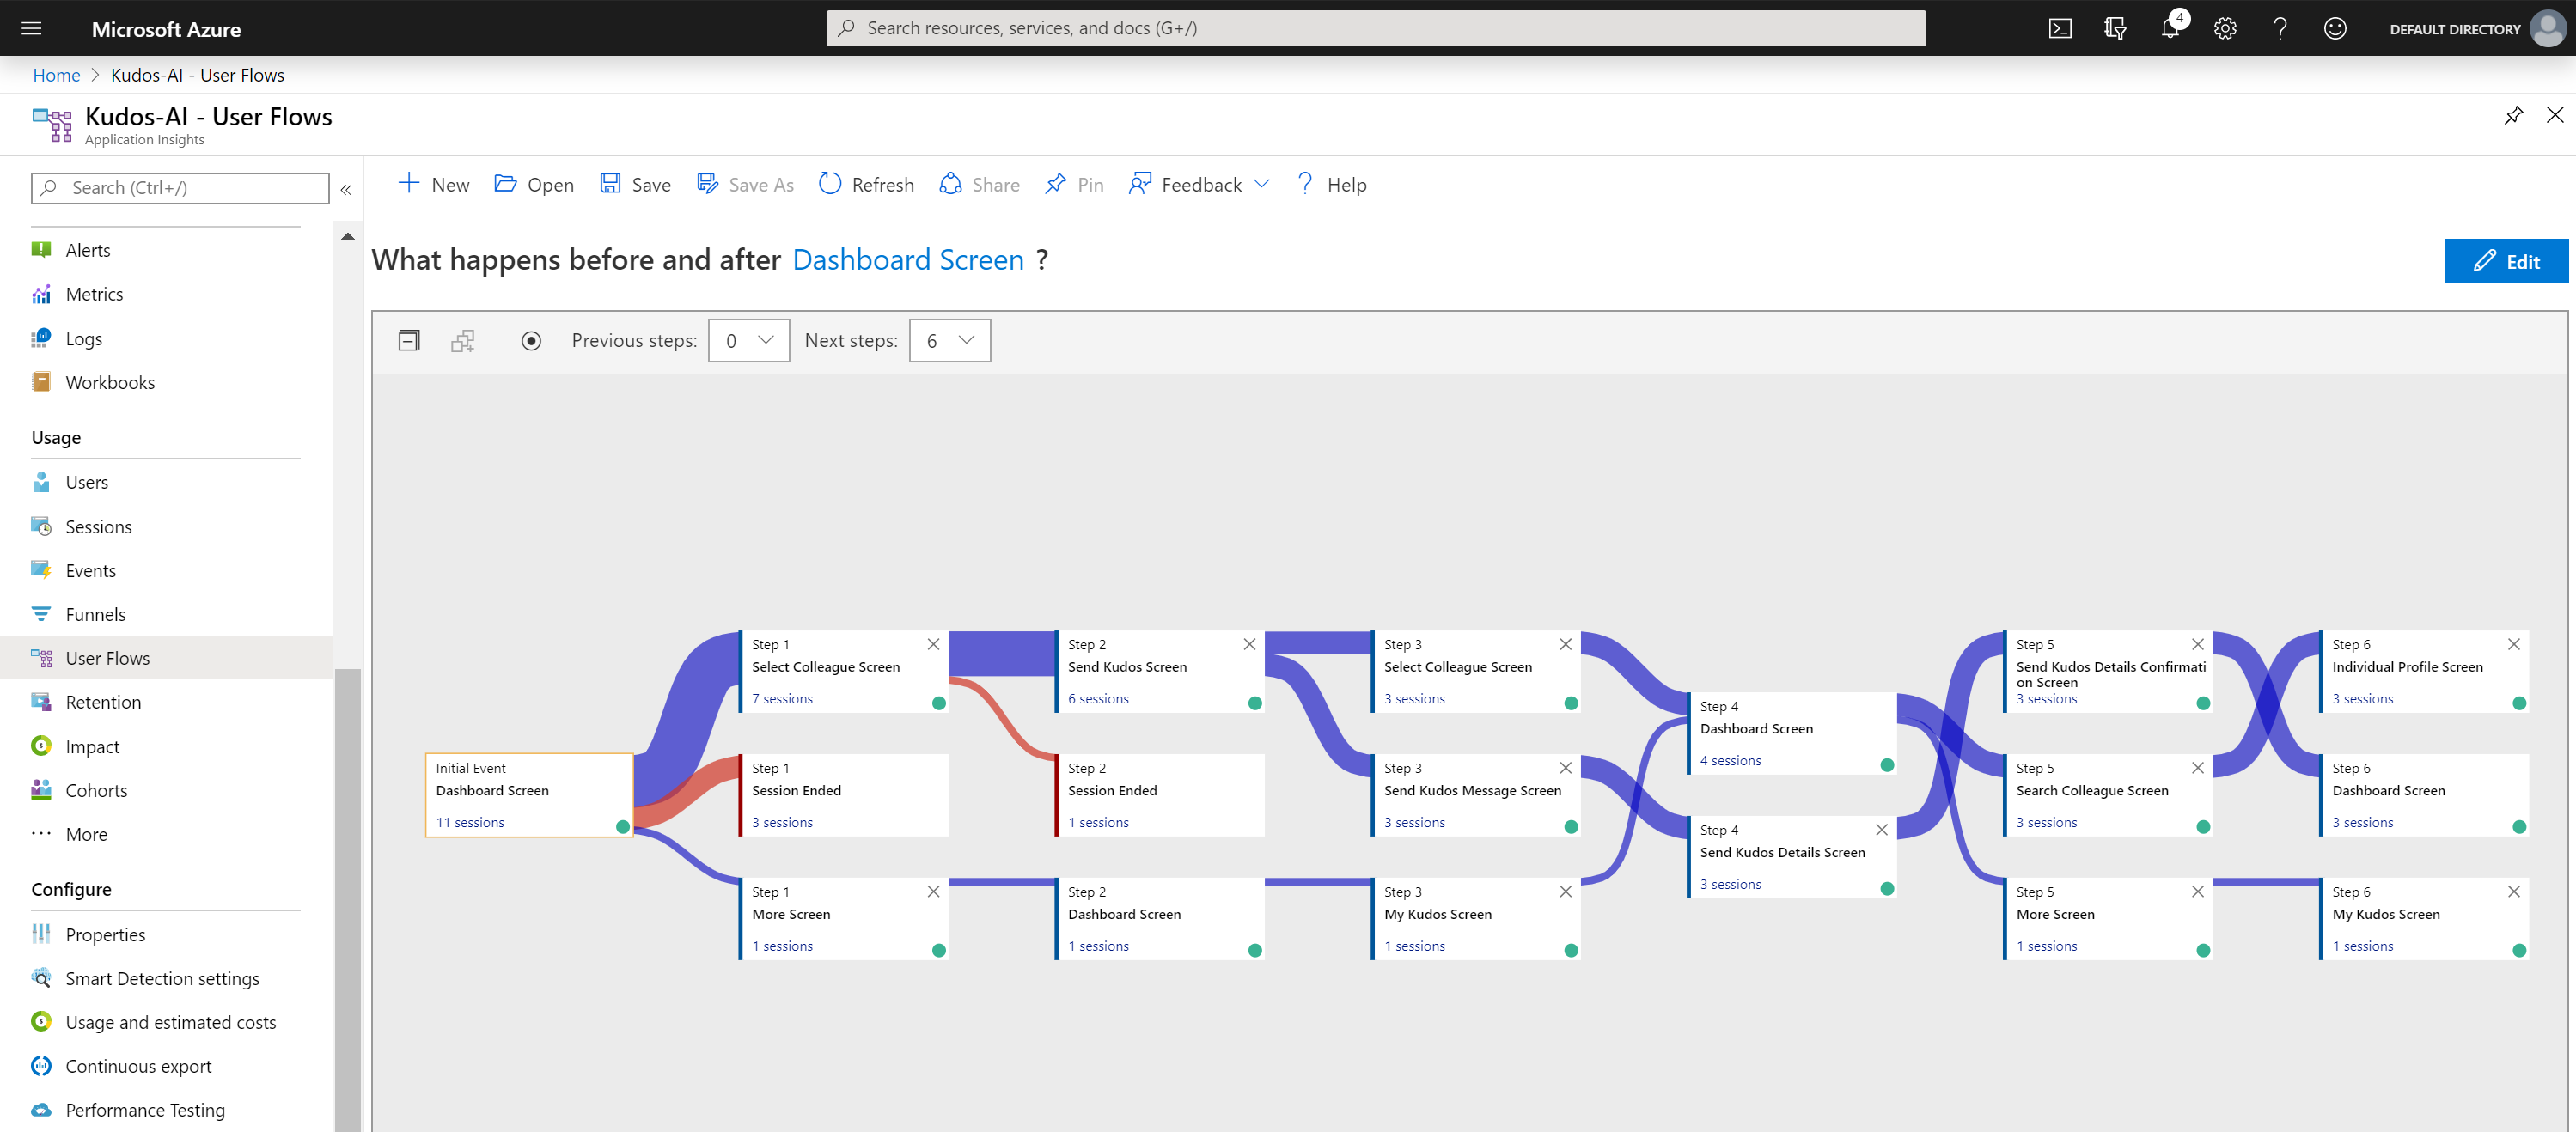 Microsoft Azure
Search resources, services, and docs (G+/)
4
DEFAULT DIRECTORY
Home > Kudos-AI - User Flows
Kudos-AI - User Flows
Application Insights
Search (Ctrl+/)
«
New
Open
Save
Save As
Refresh
Share
Pin
Feedback
Help
Alerts
Metrics
Logs
Workbooks
Usage
Users
Sessions
Events
Funnels
User Flows
Retention
Impact
Cohorts
More
Configure
Properties
Smart Detection settings
Usage and estimated costs
Continuous export
Performance Testing
What happens before and after Dashboard Screen ?
Edit
Previous steps: 0
Next steps: 6
Initial Event
Dashboard Screen
11 sessions
Step 1
Select Colleague Screen
7 sessions
Step 1
Session Ended
3 sessions
Step 1
More Screen
1 sessions
Step 2
Send Kudos Screen
6 sessions
Step 2
Session Ended
1 sessions
Step 2
Dashboard Screen
1 sessions
Step 3
Select Colleague Screen
3 sessions
Step 3
Send Kudos Message Screen
3 sessions
Step 3
My Kudos Screen
1 sessions
Step 4
Dashboard Screen
4 sessions
Step 4
Send Kudos Details Screen
3 sessions
Step 5
Send Kudos Details Confirmati
on Screen
3 sessions
Step 5
Search Colleague Screen
3 sessions
Step 5
More Screen
1 sessions
Step 6
Individual Profile Screen
3 sessions
Step 6
Dashboard Screen
3 sessions
Step 6
My Kudos Screen
1 sessions